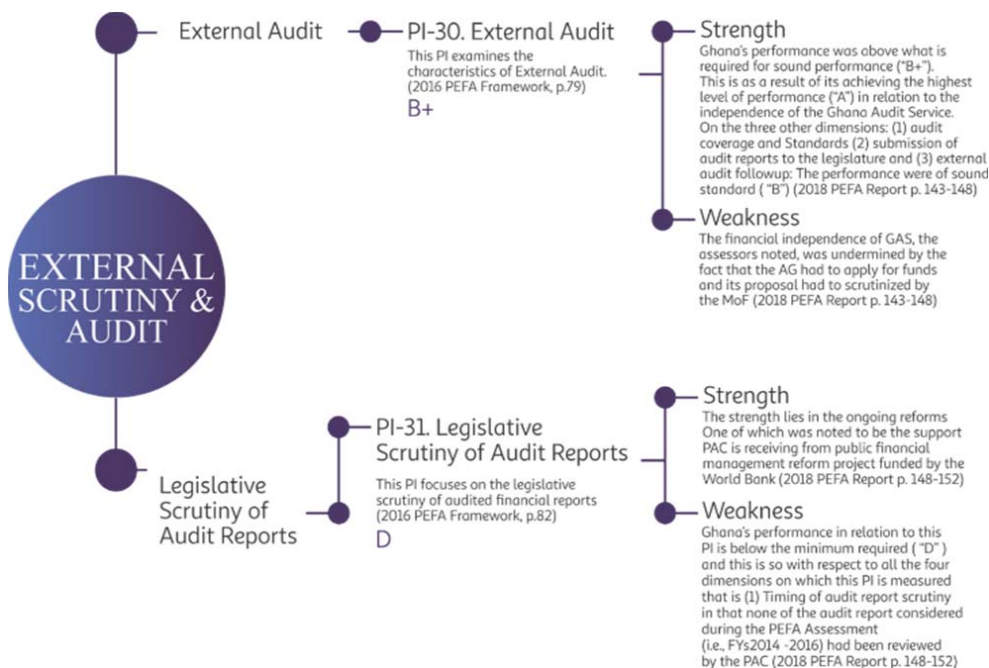 EXTERNAL
SCRUTINY &
AUDIT
External Audit
PI-30. External Audit
This PI examines the
characteristics of External Audit.
(2016 PEFA Framework, p.79)
B+
Strength
Ghana's performance was above what is
required for sound performance ("B+").
This is as a result of its achieving the highest
level of performance ("A") in relation to the
independence of the Ghana Audit Service.
On the three other dimensions: (1) audit
coverage and Standards (2) submission of
audit reports to the legislature and (3) external
audit followup: The performance were of sound
standard ( "B") (2018 PEFA Report p. 143-148)
Weakness
The financial independence of GAS, the
assessors noted, was undermined by the
fact that the AG had to apply for funds
and its proposal had to scrutinized by
the MoF (2018 PEFA Report p. 143-148)
Legislative
Scrutiny of
Audit Reports
PI-31. Legislative
Scrutiny of Audit Reports
This PI focuses on the legislative
scrutiny of audited financial reports
(2016 PEFA Framework, p.82)
D
Strength
The strength lies in the ongoing reforms
One of which was noted to be the support
PAC is receiving from public financial
management reform project funded by the
World Bank (2018 PEFA Report p. 148-152)
Weakness
Ghana's performance in relation to this
PI is below the minimum required ( "D" )
and this is so with respect to all the four
dimensions on which this PI is measured
that is (1) Timing of audit report scrutiny
in that none of the audit report considered
during the PEFA Assessment
(i.e., FYs2014 -2016) had been reviewed
by the PAC (2018 PEFA Report p. 148-152)